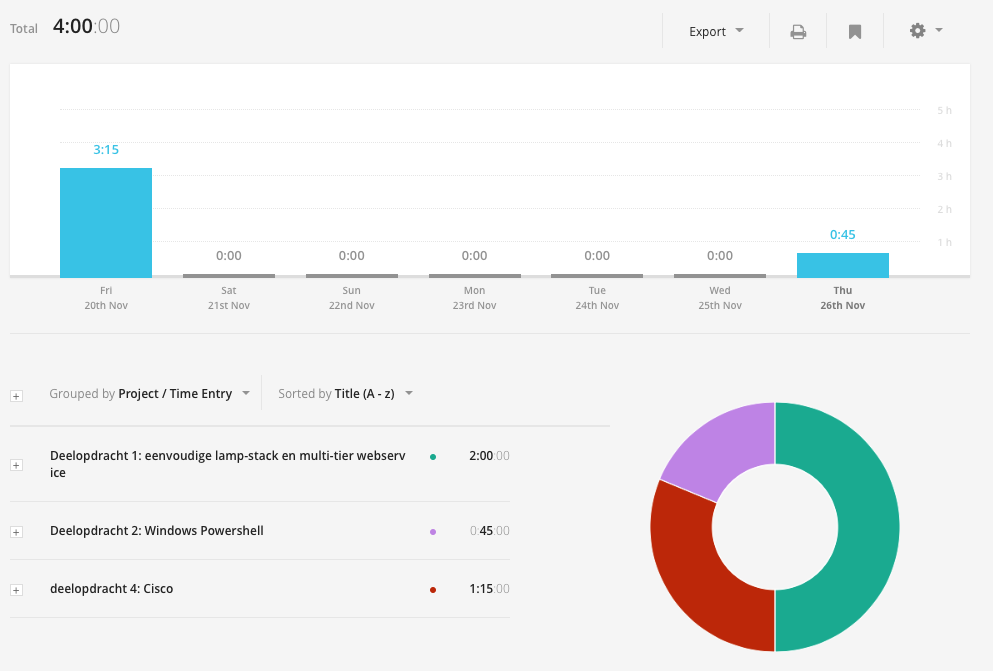 Total 4:00:00 Export
5 h
4 h
3:15
3 h
2 h
0:45
1 h
0:00 0:00 0:00 0:00 0:00
Fri Sat Sun Mon Tue Wed Thu
20th Nov 21st Nov 22nd Nov 23rd Nov 24th Nov 25th Nov 26th Nov
Grouped by Project / Time Entry Sorted by Title (A - z)
Deelopdracht 1: eenvoudige lamp-stack en multi-tier webserv 2:00:00
ice
Deelopdracht 2: Windows Powershell 0:45:00
deelopdracht 4: Cisco 1:15:00